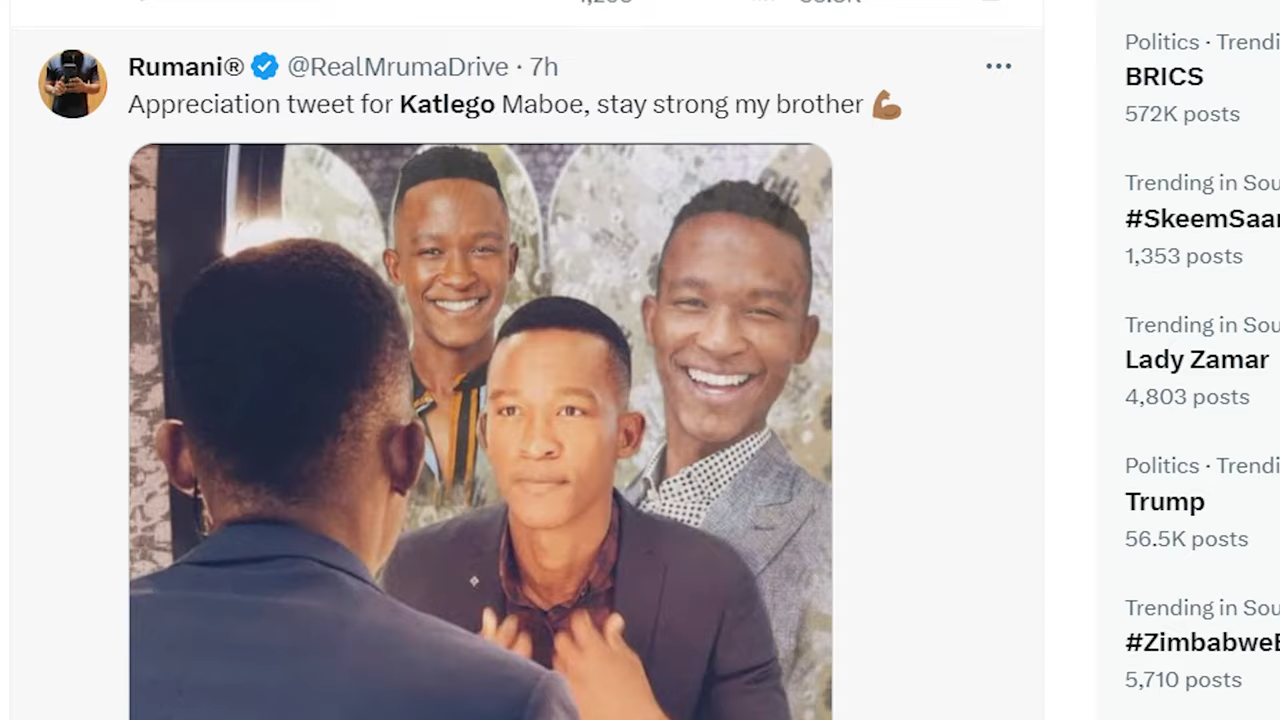 Rumani® @RealMrumaDrive · 7h
Appreciation tweet for Katlego Maboe, stay strong my brother 💪🏾
Politics · Trendi
BRICS
572K posts
Trending in Sou
#SkeemSaar
1,353 posts
Trending in Sou
Lady Zamar
4,803 posts
Politics · Trendi
Trump
56.5K posts
Trending in Sou
#ZimbabweE
5,710 posts